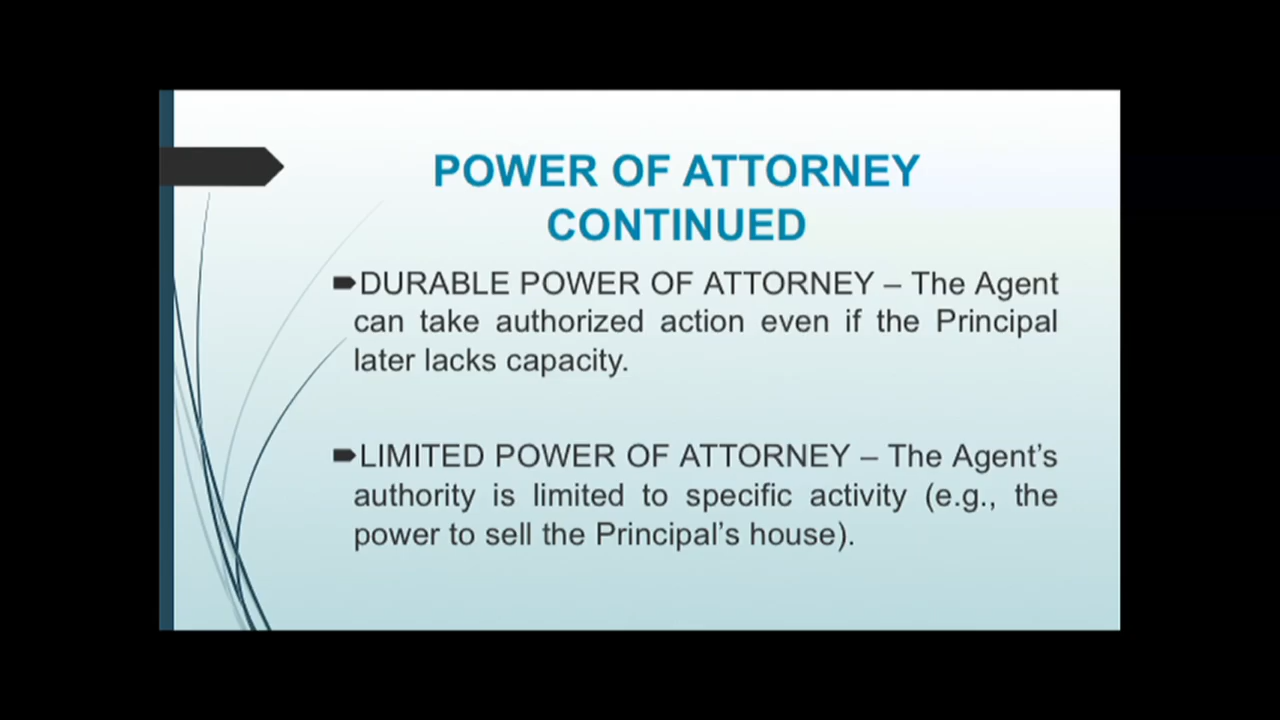 POWER OF ATTORNEY
CONTINUED
DURABLE POWER OF ATTORNEY – The Agent
can take authorized action even if the Principal
later lacks capacity.
LIMITED POWER OF ATTORNEY – The Agent’s
authority is limited to specific activity (e.g., the
power to sell the Principal’s house).